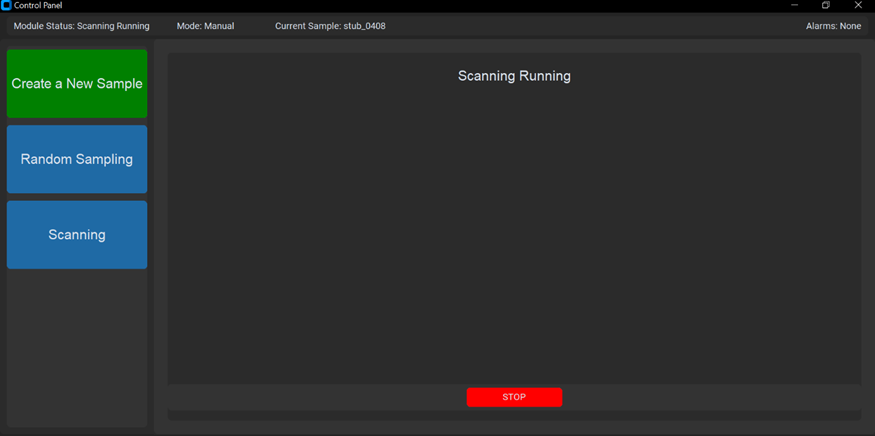 Control Panel
Module Status: Scanning Running Mode: Manual Current Sample: stub_0408 Alarms: None
Create a New Sample
Random Sampling
Scanning
Scanning Running
STOP